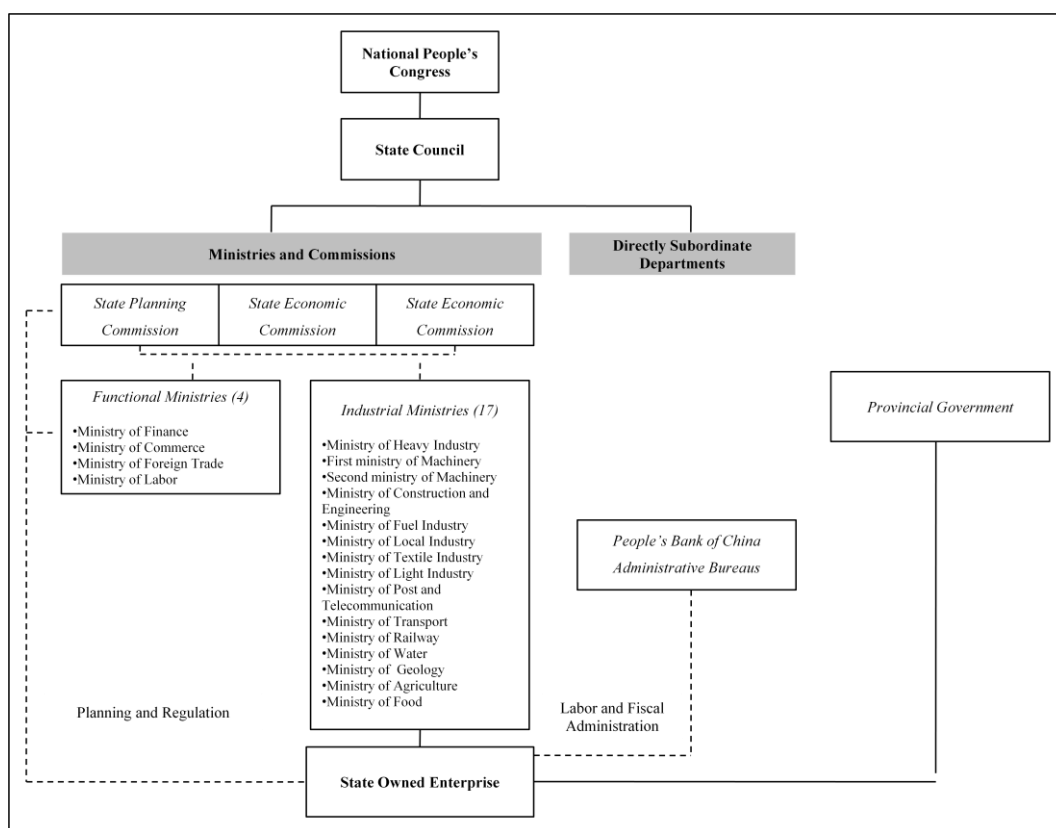 National People’s
Congress
State Council
Ministries and Commissions
Directly Subordinate
Departments
State Planning
Commission
State Economic
Commission
State Economic
Commission
Functional Ministries (4)
•Ministry of Finance
•Ministry of Commerce
•Ministry of Foreign Trade
•Ministry of Labor
Industrial Ministries (17)
•Ministry of Heavy Industry
•First ministry of Machinery
•Second ministry of Machinery
•Ministry of Construction and
Engineering
•Ministry of Fuel Industry
•Ministry of Local Industry
•Ministry of Textile Industry
•Ministry of Light Industry
•Ministry of Post and
Telecommunication
•Ministry of Transport
•Ministry of Railway
•Ministry of Water
•Ministry of  Geology
•Ministry of Agriculture
•Ministry of Food
Provincial Government
People’s Bank of China
Administrative Bureaus
Planning and Regulation
Labor and Fiscal
Administration
State Owned Enterprise